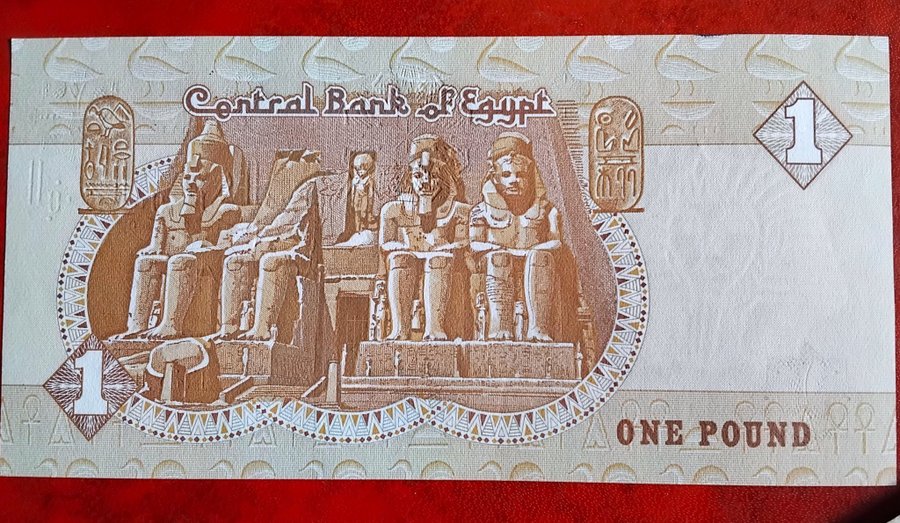 Central Bank of Egypt
1
1
ONE POUND